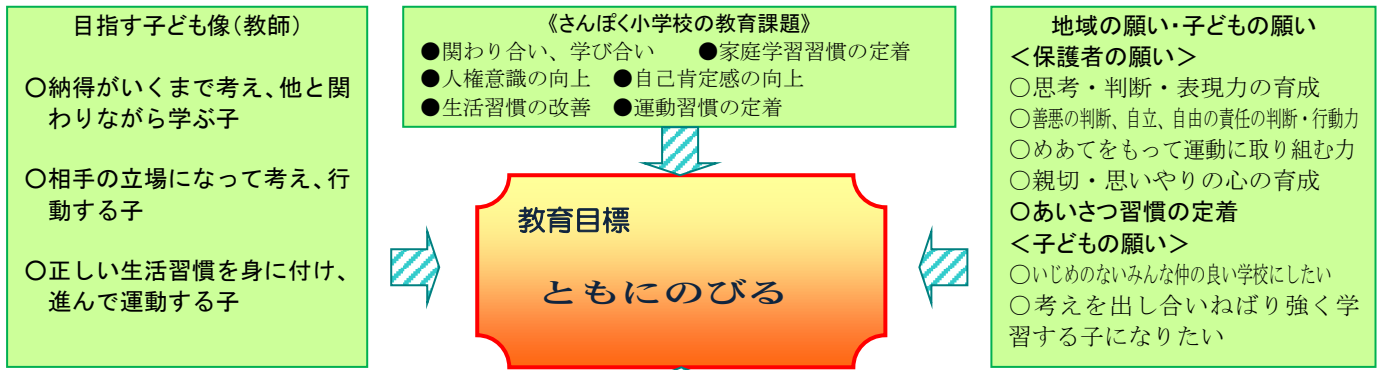 目指す子ども像（教師）
〇納得がいくまで考え、他と関
わりながら学ぶ子
〇相手の立場になって考え、行
動する子
〇正しい生活習慣を身に付け、
進んで運動する子
《さんぽく小学校の教育課題》
●関わり合い、学び合い　●家庭学習習慣の定着
●人権意識の向上　●自己肯定感の向上
●生活習慣の改善　●運動習慣の定着
教育目標
ともにのびる
地域の願い・子どもの願い
＜保護者の願い＞
〇思考・判断・表現力の育成
〇善悪の判断、自立、自由の責任の判断・行動力
〇めあてをもって運動に取り組む力
〇親切・思いやりの心の育成
〇あいさつ習慣の定着
＜子どもの願い＞
〇いじめのないみんな仲の良い学校にしたい
〇考えを出し合いねばり強く学
習する子になりたい